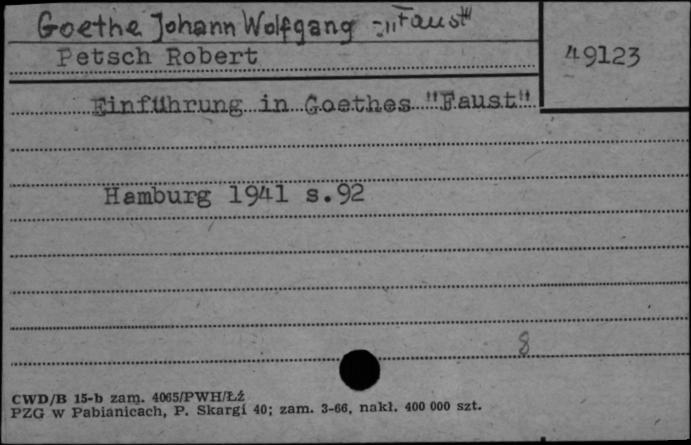 Goethe Johann Wolfgang - "Faust"
Petsch Robert
49123
Einführung in Goethes "Faust"
Hamburg 1941 s.92
8
CWD/B 15-b zam. 4065/PWH/Łź
PZG w Pabianicach, P. Skargi 40; zam. 3-66, nakł. 400 000 szt.